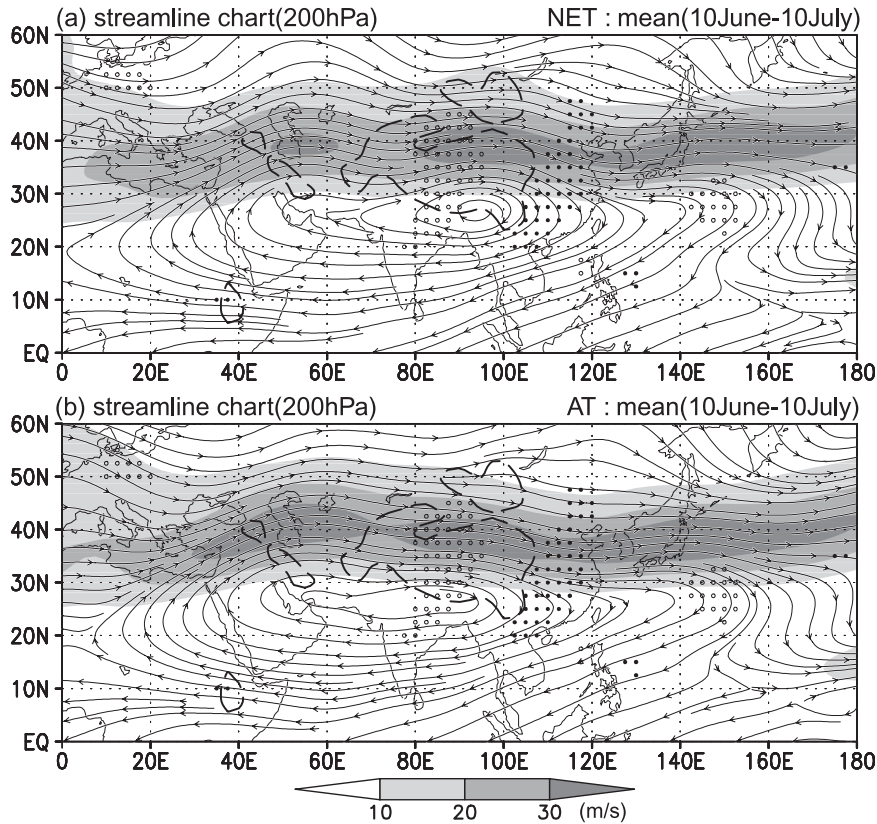 (a) streamline chart(200hPa) NET : mean(10June-10July)
60N
50N
40N
30N
20N
10N
EQ
0 20E 40E 60E 80E 100E 120E 140E 160E 180
(b) streamline chart(200hPa) AT : mean(10June-10July)
60N
50N
40N
30N
20N
10N
EQ
0 20E 40E 60E 80E 100E 120E 140E 160E 180
10 20 30 (m/s)